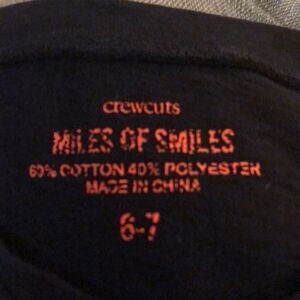 crewcuts
MILES OF SMILES
60% COTTON 40% POLYESTER
MADE IN CHINA
6-7